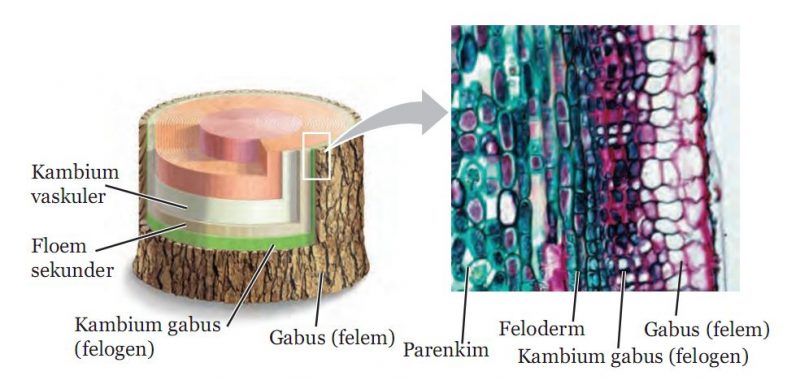 Kambium
vaskuler
Floem
sekunder
Kambium gabus
(felogen)
Gabus (felem)
Parenkim
Feloderm
Kambium gabus (felogen)
Gabus (felem)